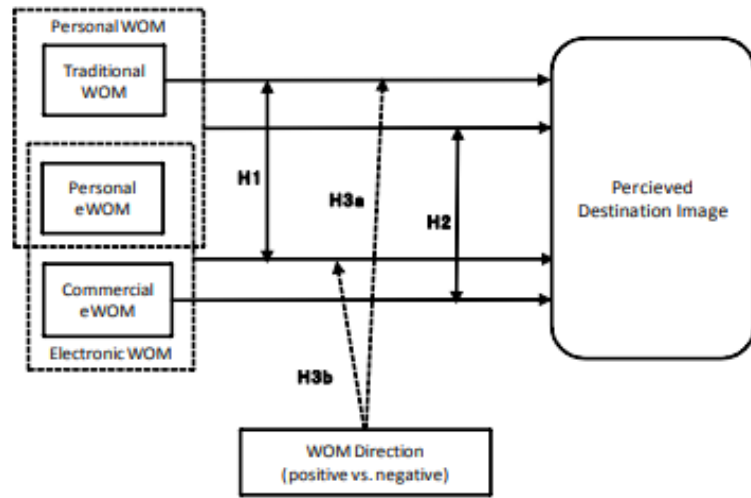 Personal WOM
Traditional
WOM
Personal
eWOM
Commercial
eWOM
Electronic WOM
H1
H3a
H2
H3b
Percieved
Destination Image
WOM Direction
(positive vs. negative)